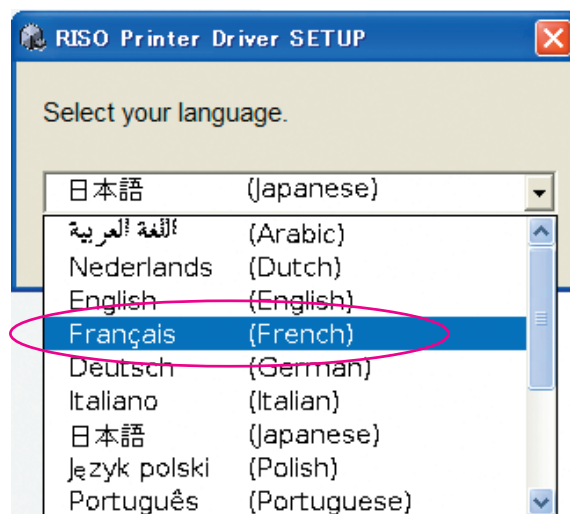 RISO Printer Driver SETUP
Select your language.
日本語 (Japanese)
اللغة العربية (Arabic)
Nederlands (Dutch)
English (English)
Français (French)
Deutsch (German)
Italiano (Italian)
日本語 (Japanese)
Język polski (Polish)
Português (Portuguese)